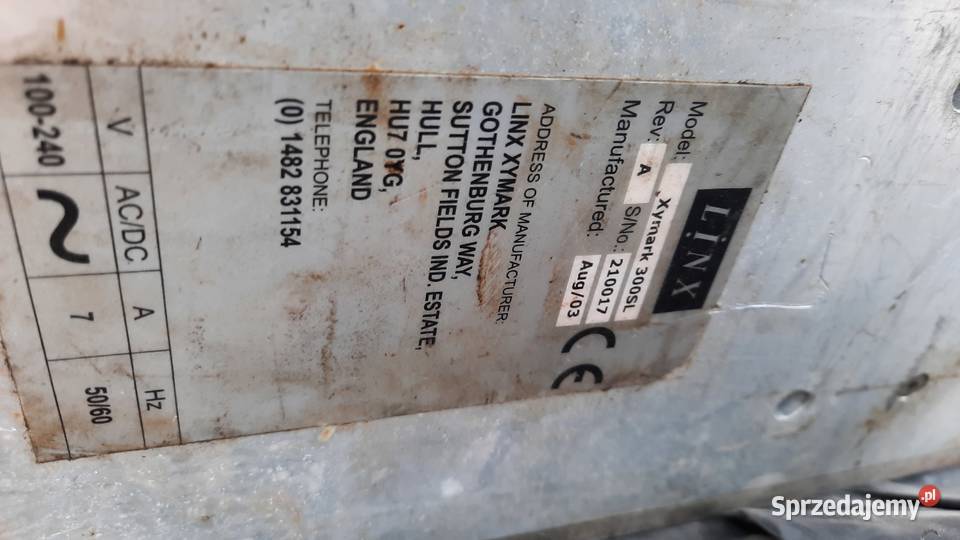 LINX
Model: Xymark 300SL
Rev: A S/No.: 210017
Manufactured: Aug/03
CE
ADDRESS OF MANUFACTURER:
LINX XYMARK
GOTHENBURG WAY,
SUTTON FIELDS IND. ESTATE,
HULL,
HU7 0YG,
ENGLAND
TELEPHONE:
(0) 1482 831154
V AC/DC A Hz
100-240 ~ 7 50/60
Sprzedajemy.pl